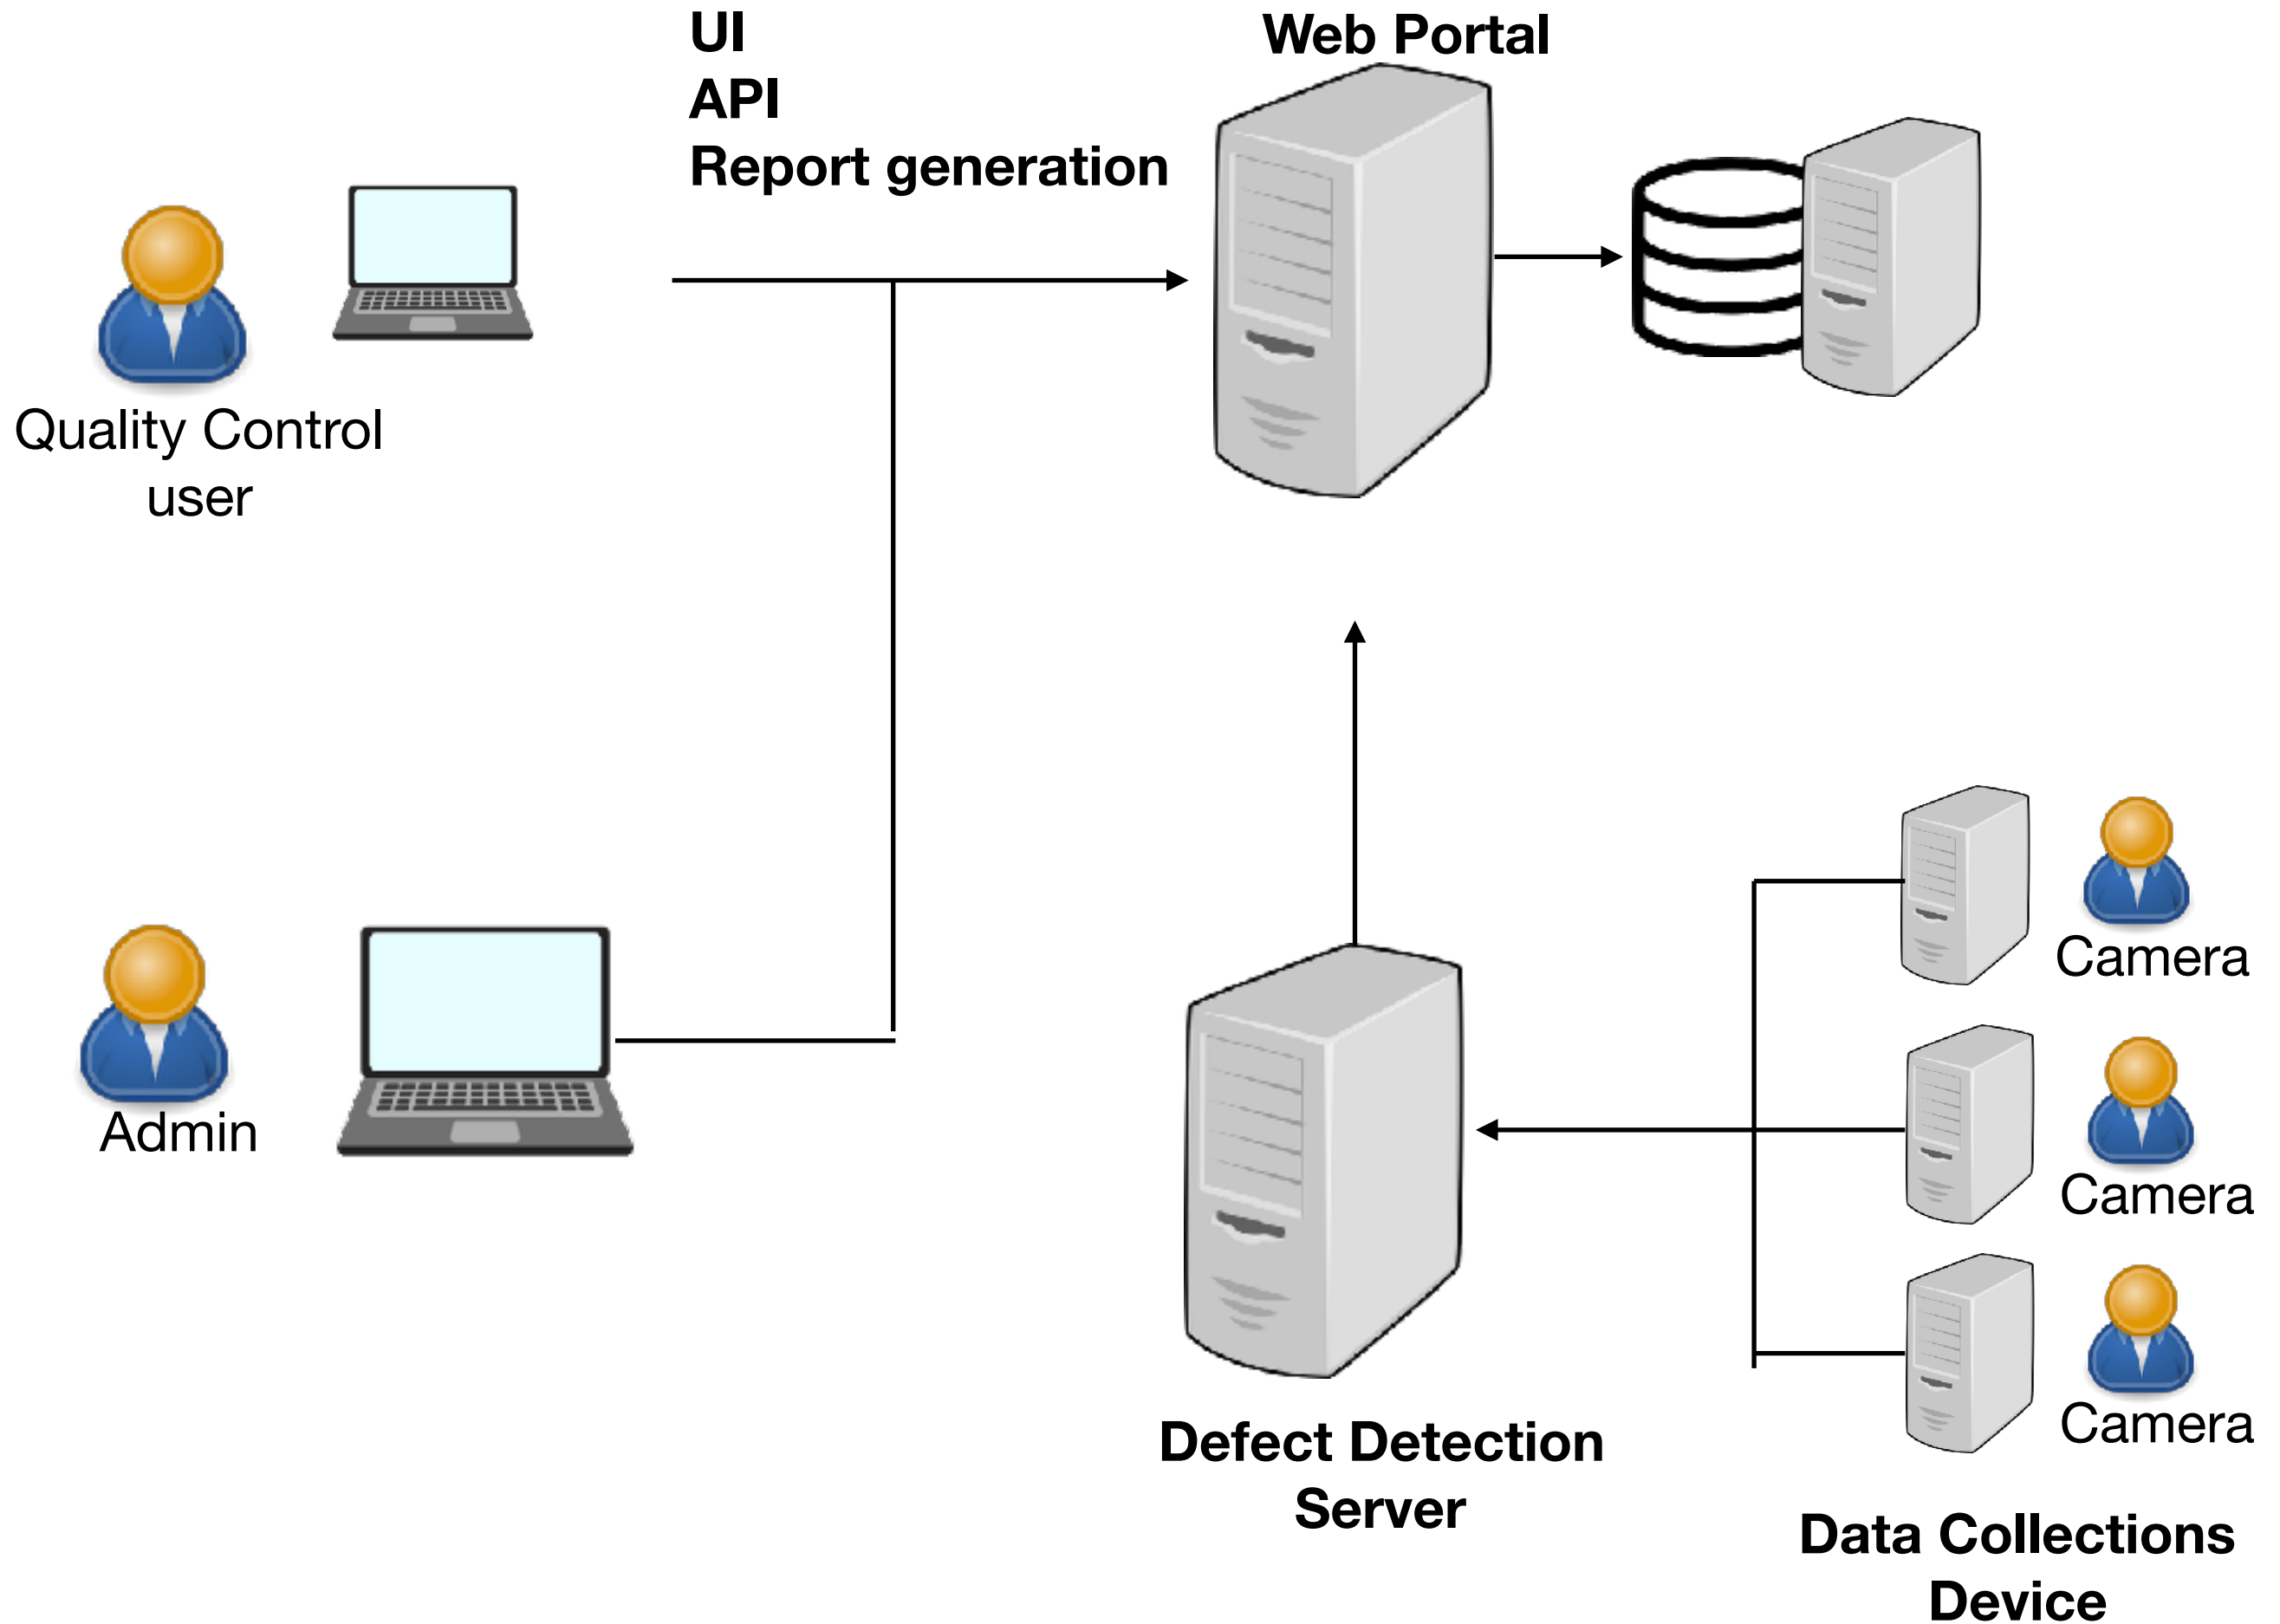 UI
API
Report generation
Web Portal
Quality Control
user
Admin
Camera
Camera
Camera
Defect Detection
Server
Data Collections
Device